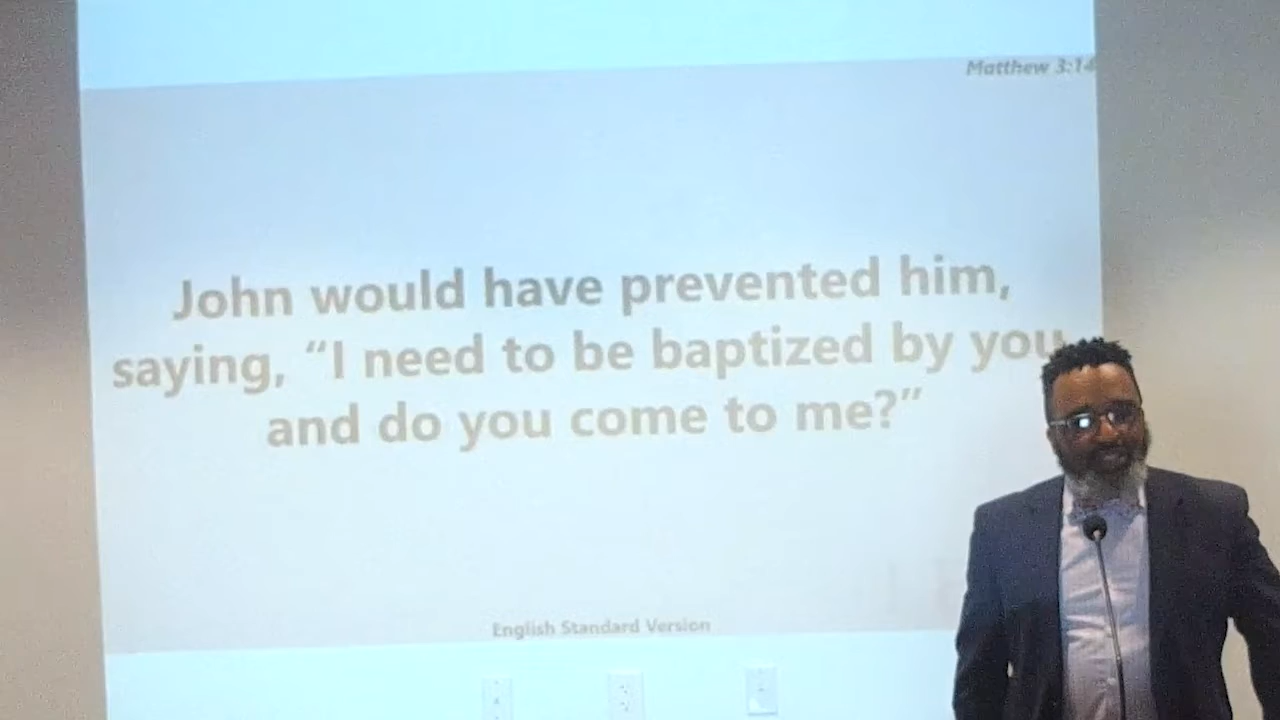 Matthew 3:14
John would have prevented him,
saying, “I need to be baptized by you
and do you come to me?”
English Standard Version